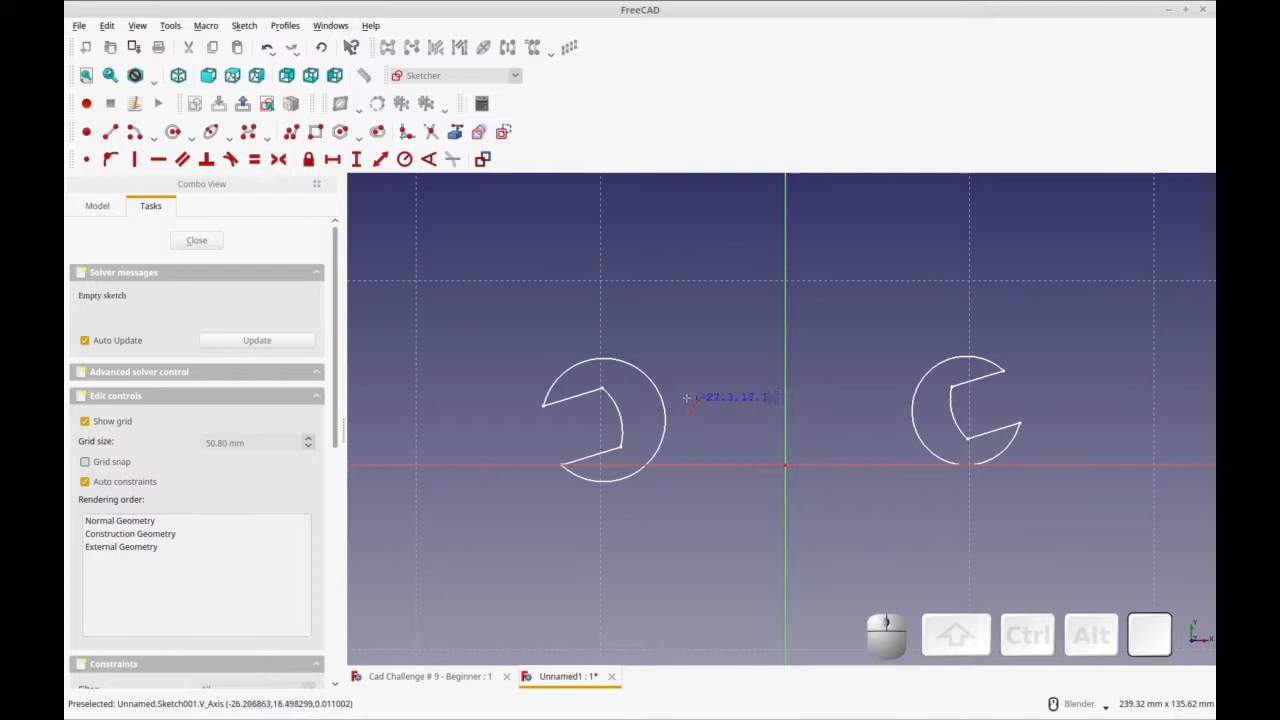 FreeCAD
File Edit View Tools Macro Sketch Profiles Windows Help
Sketcher
Combo View
Model Tasks
Close
Solver messages
Empty sketch
Auto Update Update
Advanced solver control
Edit controls
Show grid
Grid size: 50.80 mm
Grid snap
Auto constraints
Rendering order:
Normal Geometry
Construction Geometry
External Geometry
Constraints
Ctrl Alt
Y
Z X
Cad Challenge # 9 - Beginner : 1 Unnamed1 : 1*
Preselected: Unnamed.Sketch001.V_Axis (-26.206863,18.498299,0.011002) Blender 239.32 mm x 135.62 mm